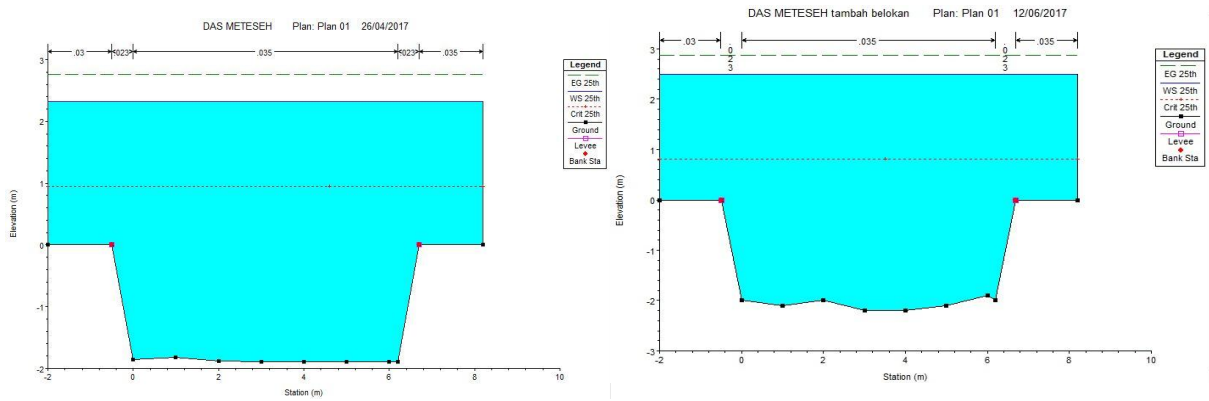 DAS METESEH Plan: Plan 01 26/04/2017
.03
.023
.035
.023
.035
3
2
1
0
-1
-2
Elevation (m)
-2
0
2
4
6
8
10
Station (m)
Legend
EG 25th
WS 25th
Crit 25th
Ground
Levee
Bank Sta
DAS METESEH tambah belokan Plan: Plan 01 12/06/2017
.03
.023
.035
.023
.035
3
2
1
0
-1
-2
-3
Elevation (m)
-2
0
2
4
6
8
10
Station (m)
Legend
EG 25th
WS 25th
Crit 25th
Ground
Levee
Bank Sta